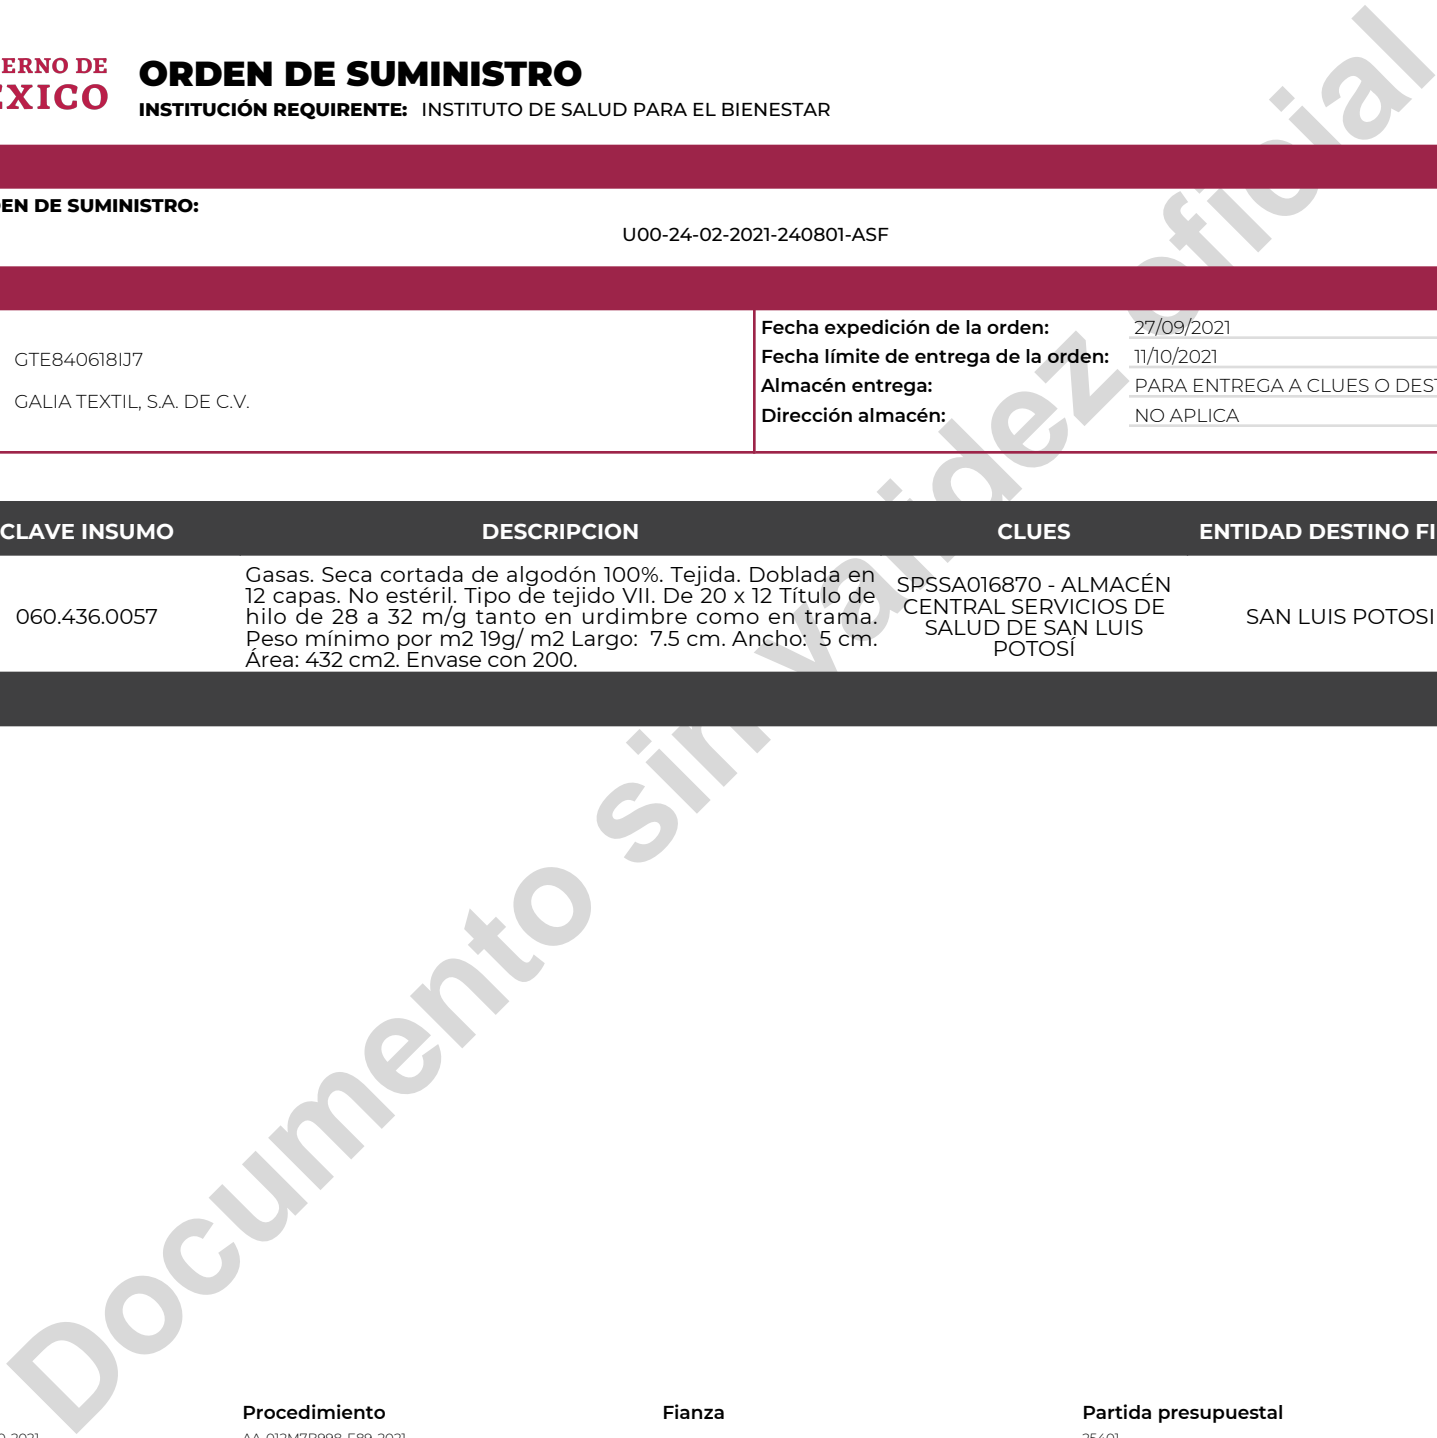 ERNO DE
ORDEN DE SUMINISTRO
INSTITUCIÓN REQUIRENTE: INSTITUTO DE SALUD PARA EL BIENESTAR
DE SUMINISTRO:
U00-24-02-2021-240801-ASF
GTE840618IJ7
GALIA TEXTIL, S.A. DE C.V.
Fecha expedición de la orden: 27/09/2021
Fecha límite de entrega de la orden: 11/10/2021
Almacén entrega: PARA ENTREGA A CLUES O DEST
Dirección almacén: NO APLICA
CLAVE INSUMO DESCRIPCION CLUES ENTIDAD DESTINO FI
060.436.0057
Gasas. Seca cortada de algodón 100%. Tejida. Doblada en
12 capas. No estéril. Tipo de tejido VII. De 20 x 12 Título de
hilo de 28 a 32 m/g tanto en urdimbre como en trama.
Peso mínimo por m2 19g/ m2 Largo: 7.5 cm. Ancho: 5 cm.
Área: 432 cm2. Envase con 200.
SPSSA016870 - ALMACÉN
CENTRAL SERVICIOS DE
SALUD DE SAN LUIS
POTOSÍ
SAN LUIS POTOSI
Documento sin validez oficial
Procedimiento Fianza Partida presupuestal